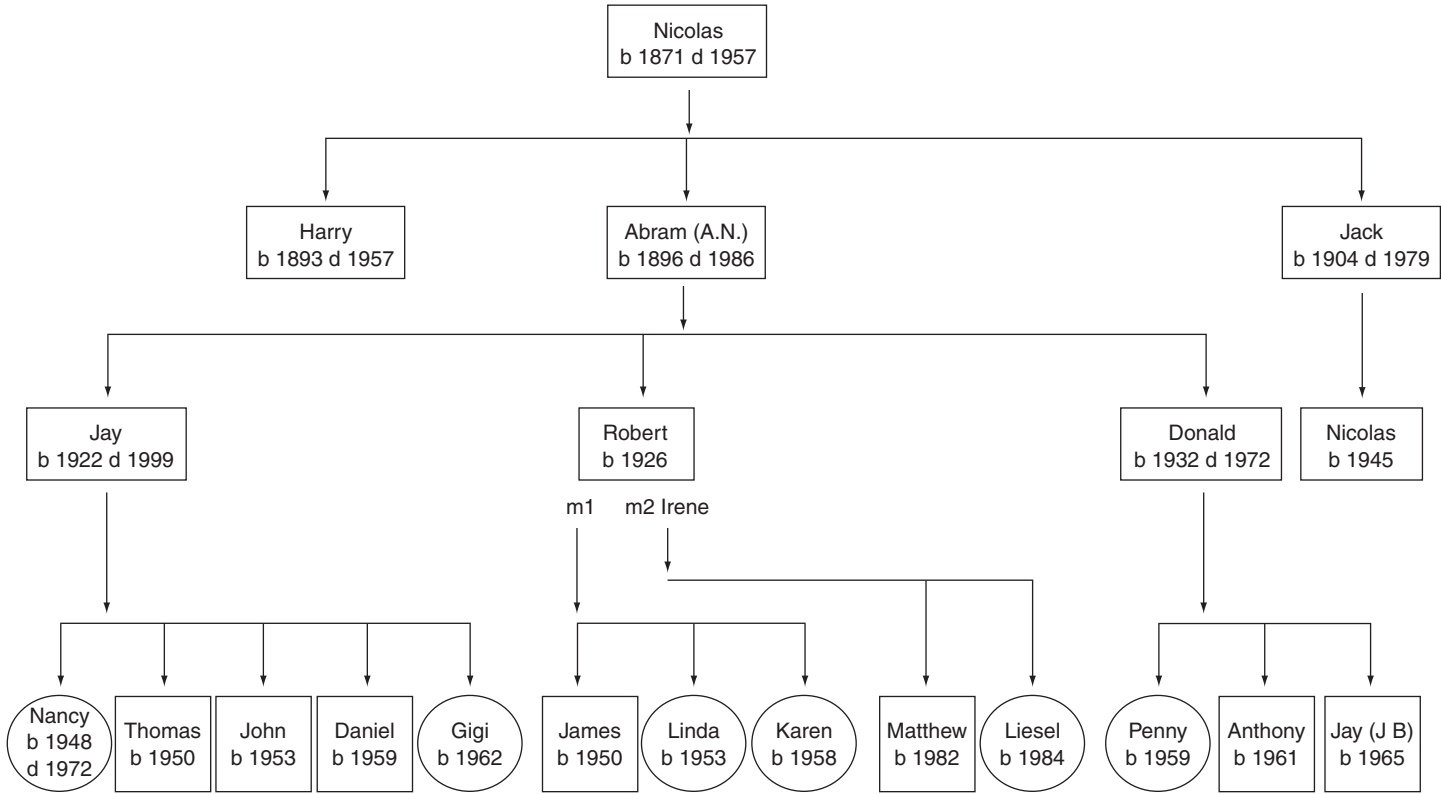 Nicolas
b 1871 d 1957
Harry
b 1893 d 1957
Abram (A.N.)
b 1896 d 1986
Jack
b 1904 d 1979
Jay
b 1922 d 1999
Robert
b 1926
Donald
b 1932 d 1972
Nicolas
b 1945
m1
m2 Irene
Nancy
b 1948
d 1972
Thomas
b 1950
John
b 1953
Daniel
b 1959
Gigi
b 1962
James
b 1950
Linda
b 1953
Karen
b 1958
Matthew
b 1982
Liesel
b 1984
Penny
b 1959
Anthony
b 1961
Jay (J B)
b 1965